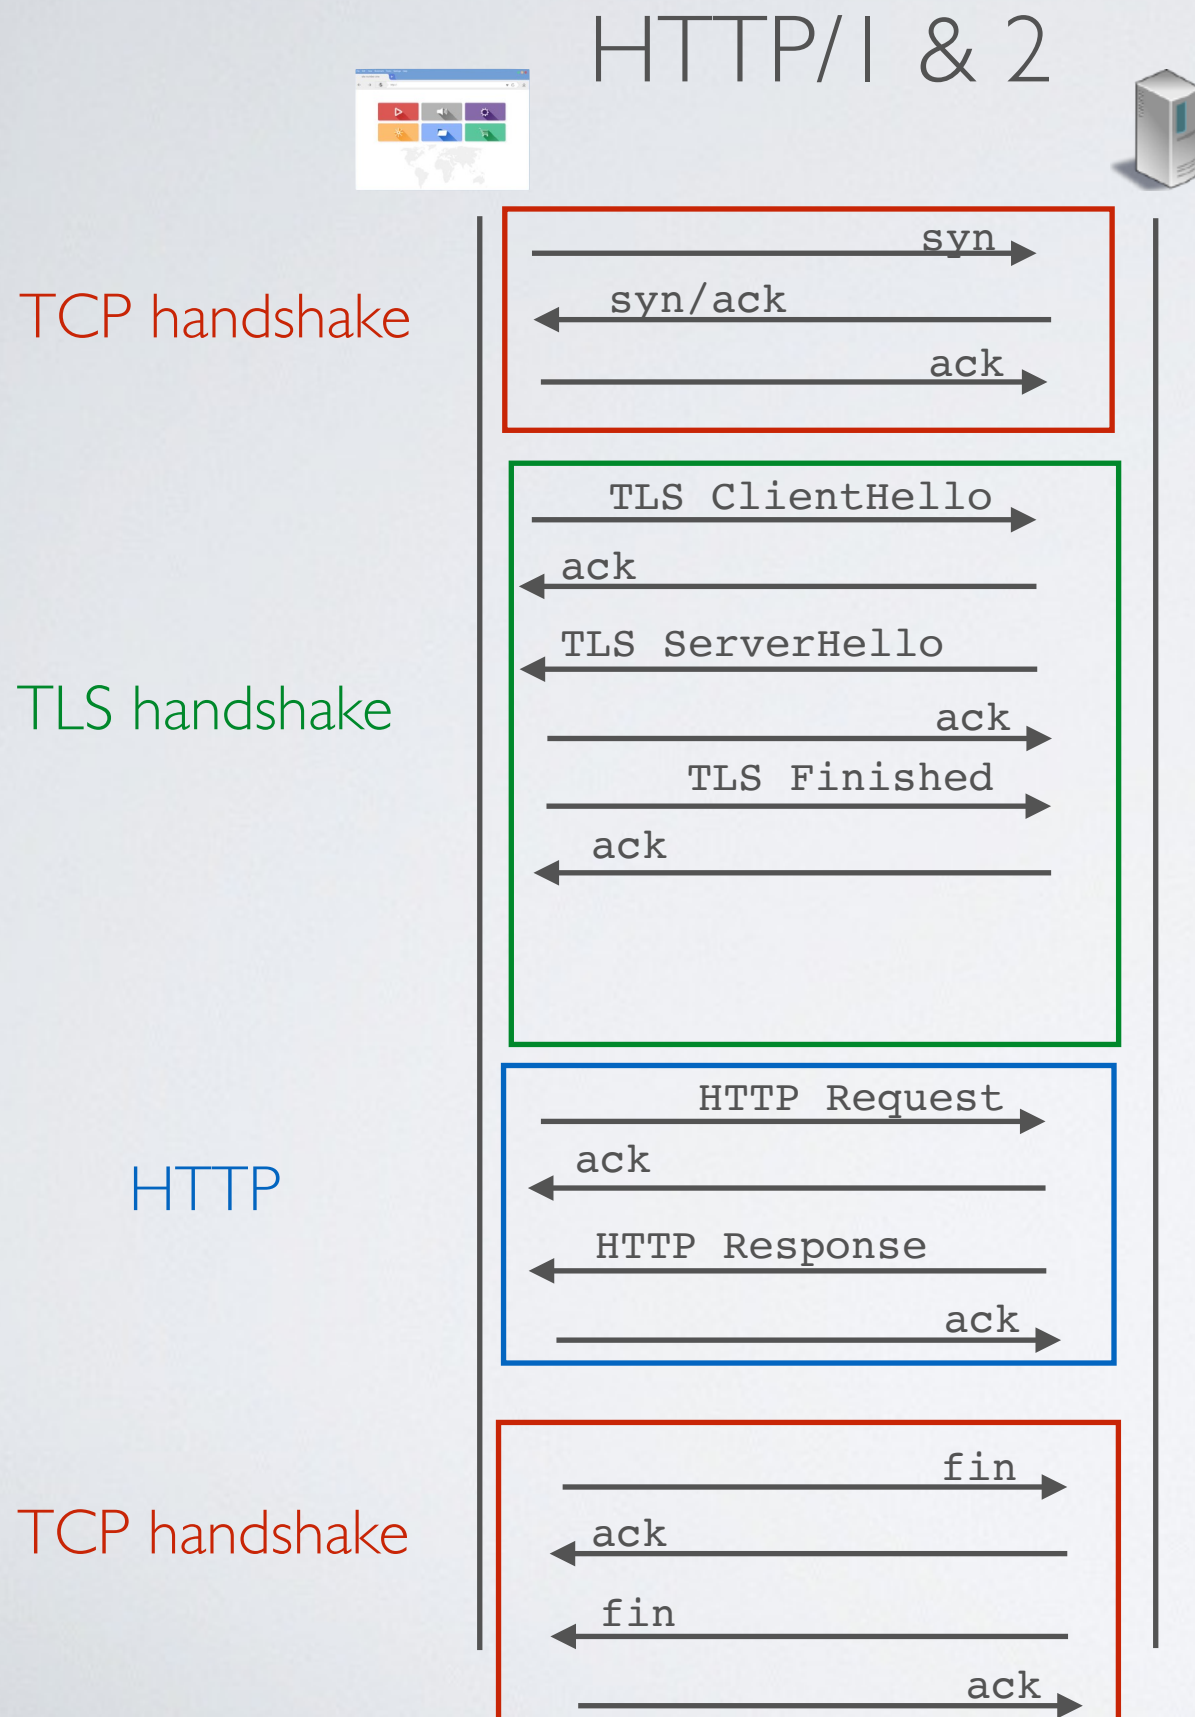 HTTP/1 & 2
syn
TCP handshake
syn/ack
ack
TLS ClientHello
ack
TLS ServerHello
TLS handshake
ack
TLS Finished
ack
HTTP Request
HTTP
ack
HTTP Response
ack
fin
TCP handshake
ack
fin
ack